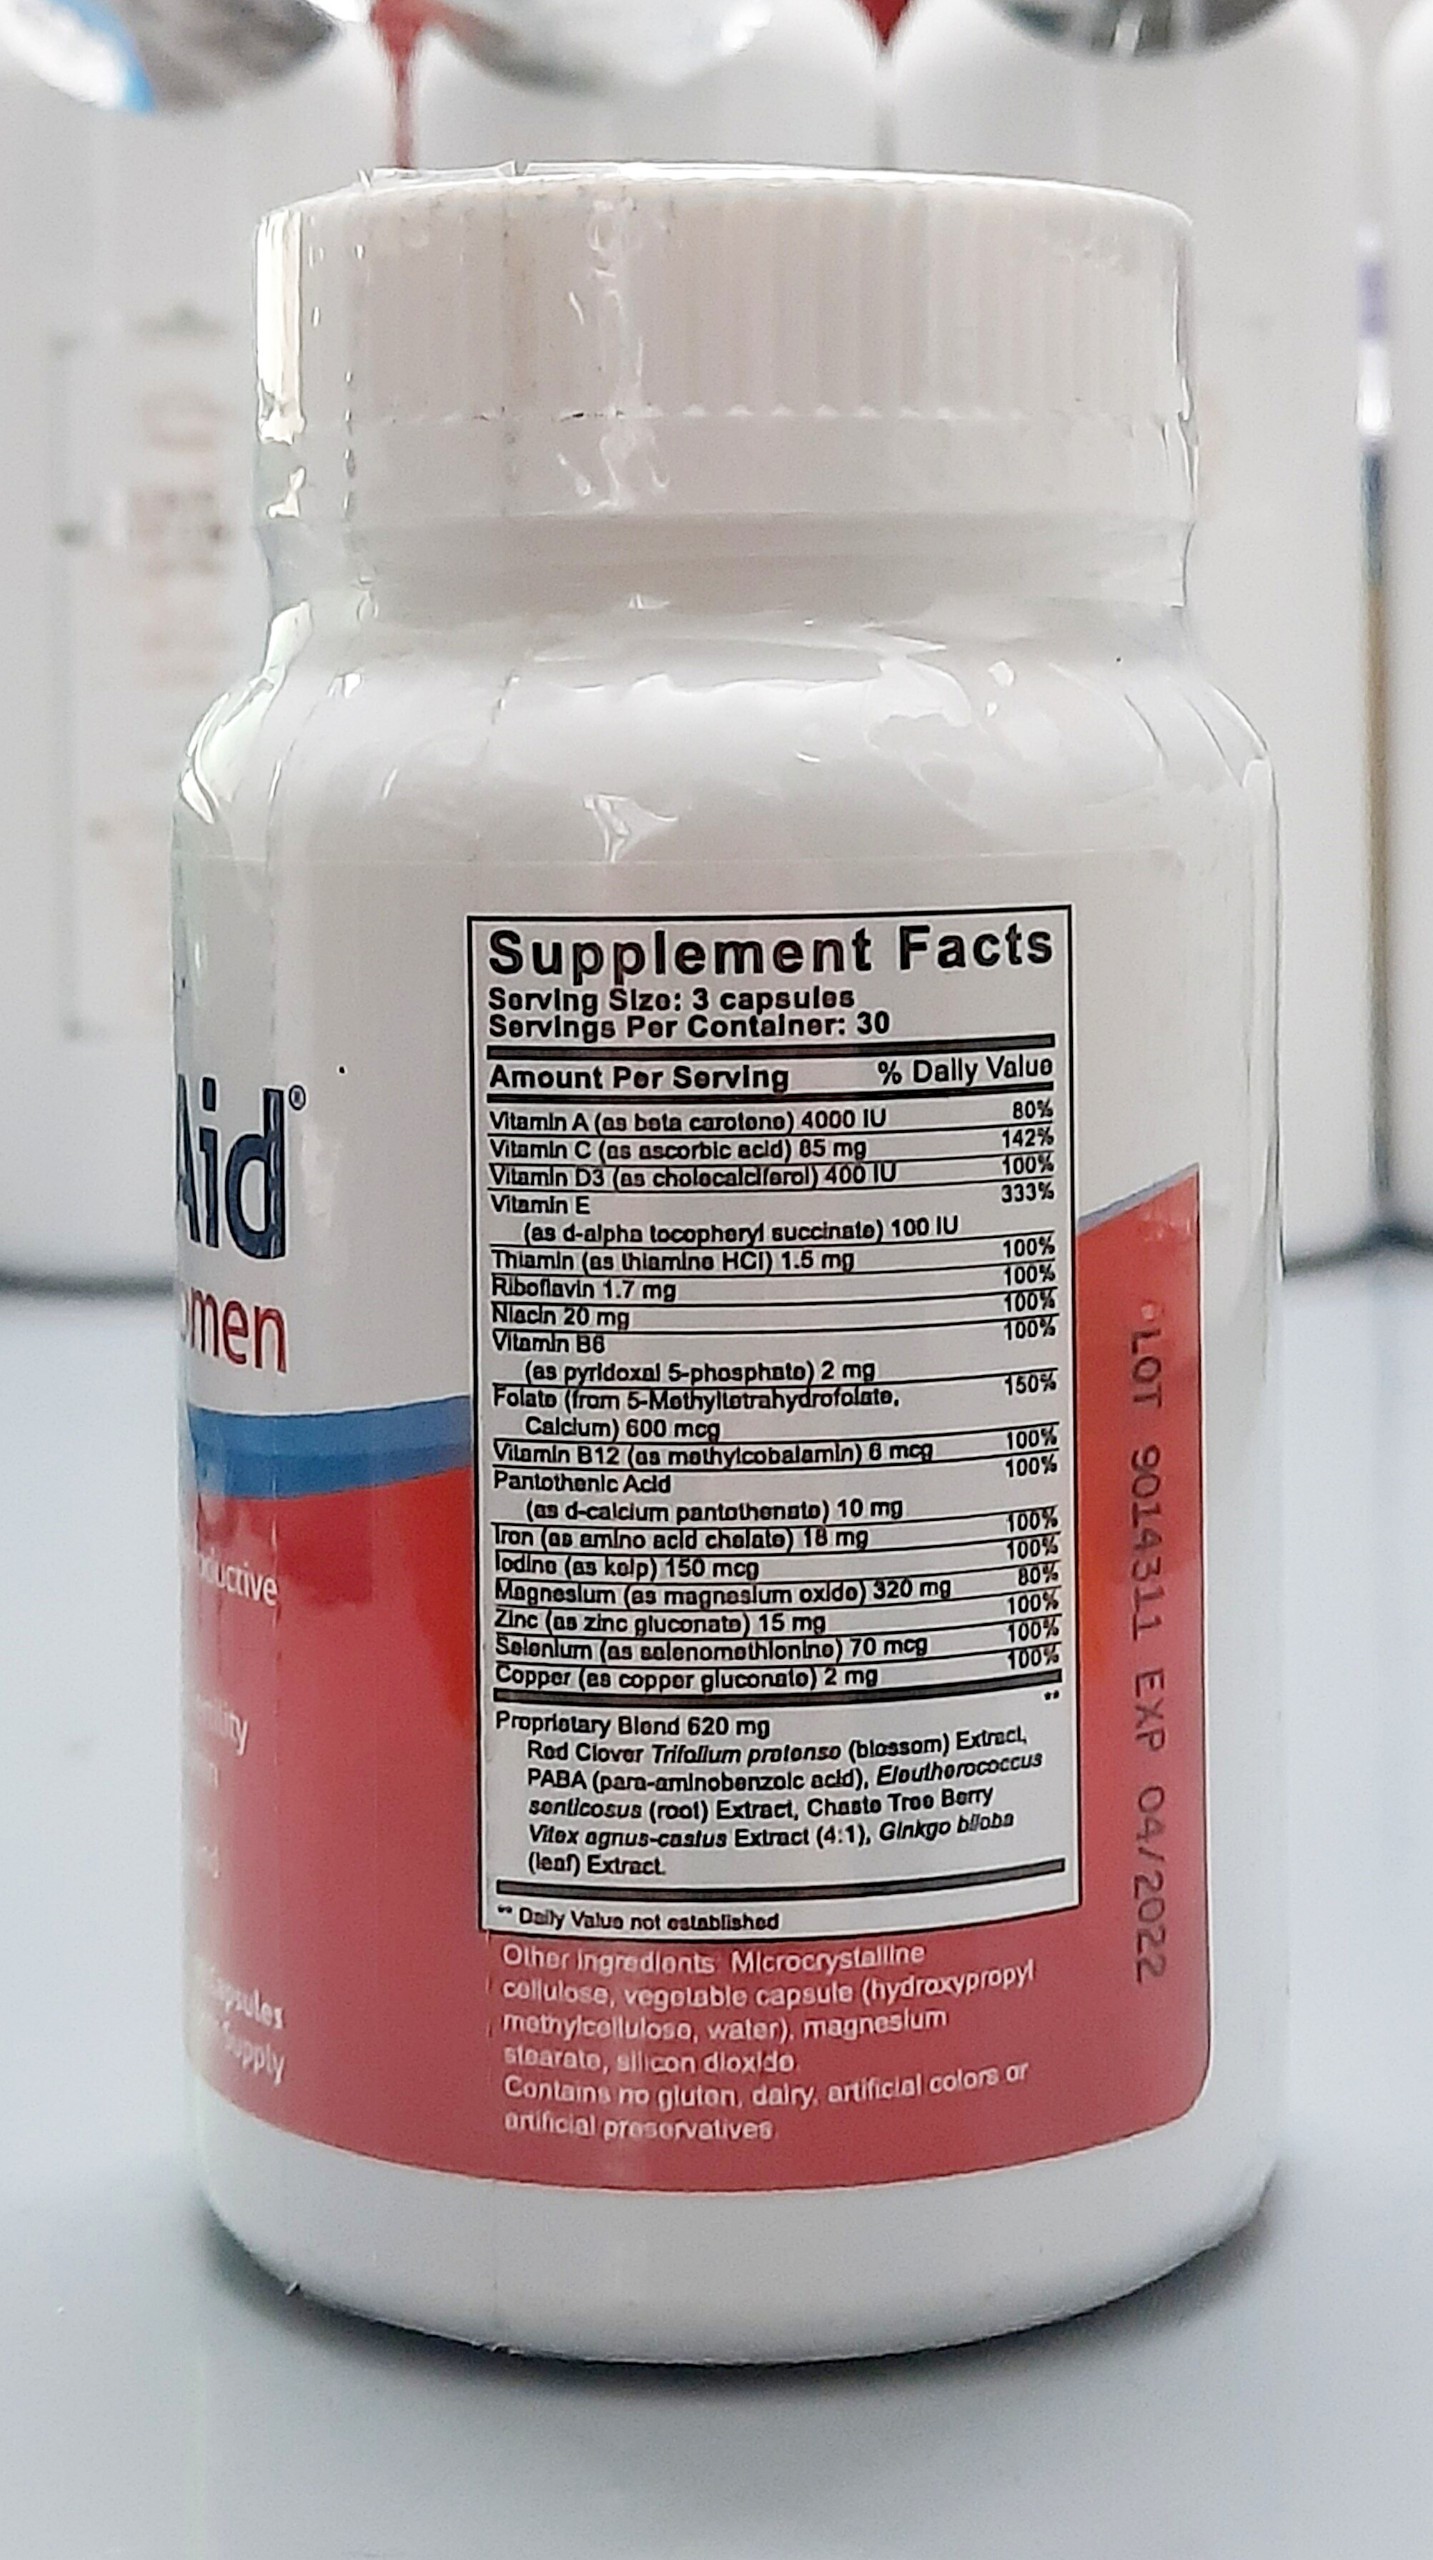 Aid®
men
Supplement Facts
Serving Size: 3 capsules
Servings Per Container: 30
Amount Per Serving % Daily Value
Vitamin A (as beta carotene) 4000 IU 80%
Vitamin C (as ascorbic acid) 85 mg 142%
Vitamin D3 (as cholecalciferol) 400 IU 100%
Vitamin E 333%
(as d-alpha tocopheryl succinate) 100 IU
Thiamin (as thiamine HCl) 1.5 mg 100%
Riboflavin 1.7 mg 100%
Niacin 20 mg 100%
Vitamin B6 100%
(as pyridoxal 5-phosphate) 2 mg
Folate (from 5-Methyltetrahydrofolate, 150%
Calcium) 600 mcg
Vitamin B12 (as methylcobalamin) 6 mcg 100%
Pantothenic Acid 100%
(as d-calcium pantothenate) 10 mg
Iron (as amino acid chelate) 18 mg 100%
Iodine (as kelp) 150 mcg 100%
Magnesium (as magnesium oxide) 320 mg 80%
Zinc (as zinc gluconate) 15 mg 100%
Selenium (as selenomethionine) 70 mcg 100%
Copper (as copper gluconate) 2 mg 100%
Proprietary Blend 620 mg **
Red Clover Trifolium pratense (blossom) Extract,
PABA (para-aminobenzoic acid), Eleutherococcus
senticosus (root) Extract, Chaste Tree Berry
Vitex agnus-castus Extract (4:1), Ginkgo biloba
(leaf) Extract.
** Daily Value not established
Other ingredients: Microcrystalline
cellulose, vegetable capsule (hydroxypropyl
methylcellulose, water), magnesium
stearate, silicon dioxide.
Contains no gluten, dairy, artificial colors or
artificial preservatives
LOT 9014311 EXP 04/2022
ductive
capsules
supply